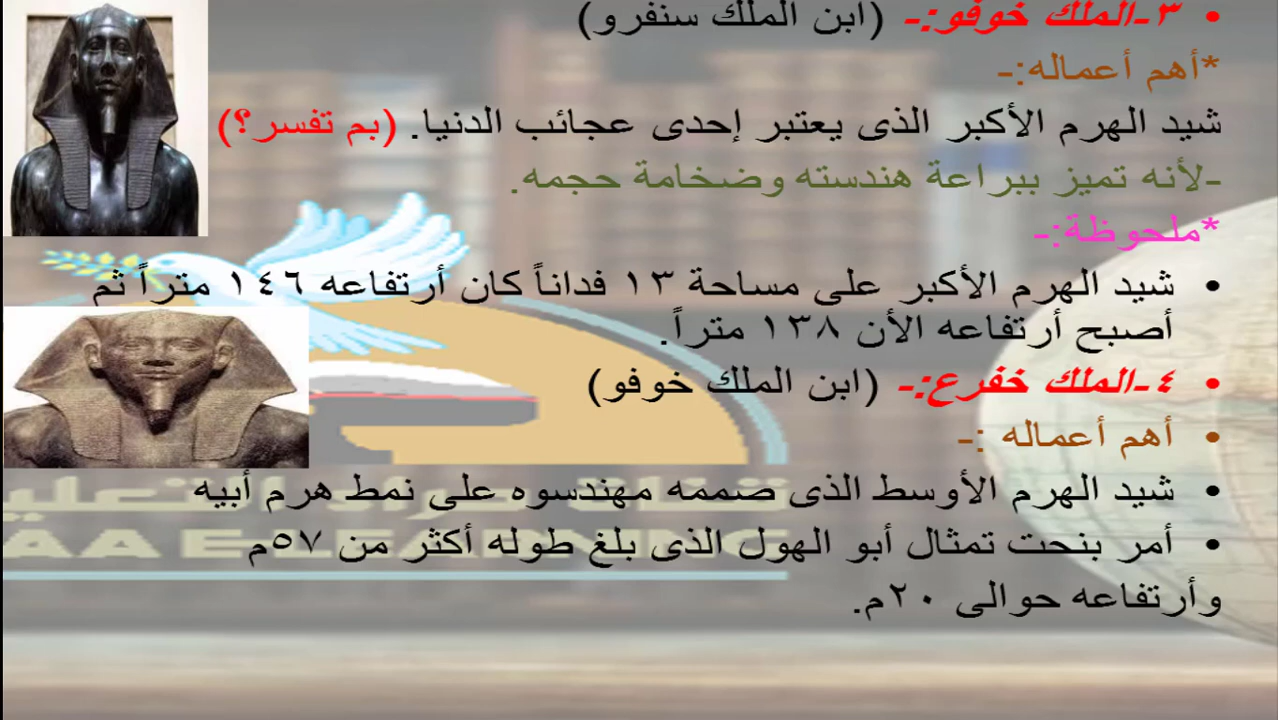 • ٣-الملك خوفو:- (ابن الملك سنفرو)
*أهم أعماله:-
شيد الهرم الأكبر الذى يعتبر إحدى عجائب الدنيا. (بم تفسر؟)
-لأنه تميز ببراعة هندسته وضخامة حجمه.
*ملحوظة:-
• شيد الهرم الأكبر على مساحة ١٣ فداناً كان أرتفاعه ١٤٦ متراً ثم
أصبح أرتفاعه الأن ١٣٨ متراً.
• ٤-الملك خفرع:- (ابن الملك خوفو)
• أهم أعماله :-
• شيد الهرم الأوسط الذى صممه مهندسوه على نمط هرم أبيه
• أمر بنحت تمثال أبو الهول الذى بلغ طوله أكثر من ٥٧م
وأرتفاعه حوالى ٢٠م.
E-LEARNING